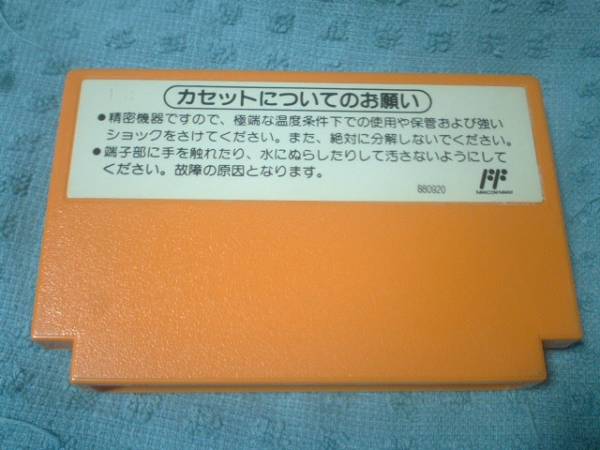 カセットについてのお願い
●精密機器ですので、極端な温度条件下での使用や保管および強い
ショックをさけてください。また、絶対に分解しないでください。
●端子部に手を触れたり、水にぬらしたりして汚さないようにして
ください。故障の原因となります。
880920